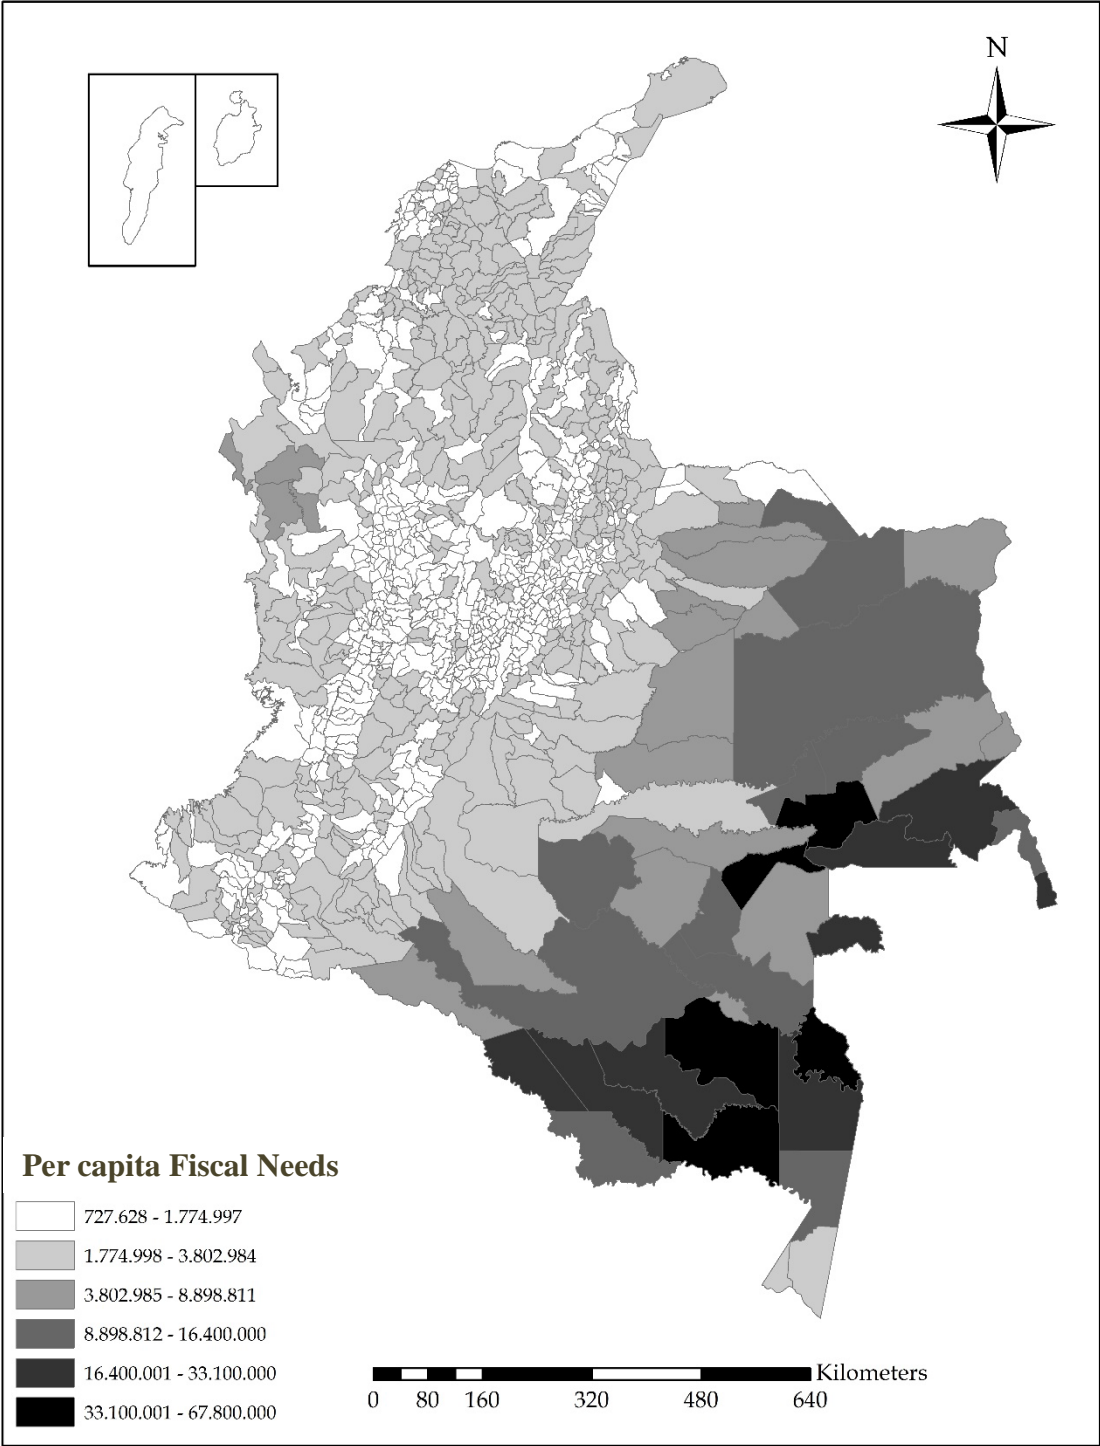 N
Per capita Fiscal Needs
727.628 - 1.774.997
1.774.998 - 3.802.984
3.802.985 - 8.898.811
8.898.812 - 16.400.000
16.400.001 - 33.100.000
33.100.001 - 67.800.000
Kilometers
0 80 160 320 480 640